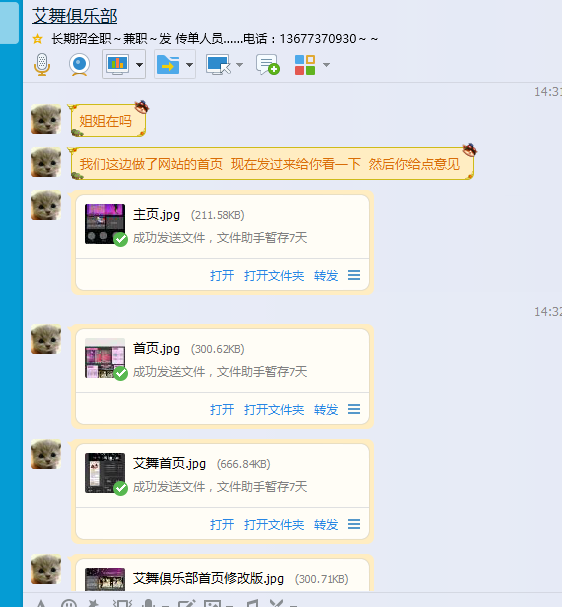 艾舞俱乐部
长期招全职～兼职～发 传单人员......电话：13677370930～～
14:31
姐姐在吗
我们这边做了网站的首页 现在发过来给你看一下 然后你给点意见
主页.jpg (211.58KB)
成功发送文件，文件助手暂存7天
打开 打开文件夹 转发
14:32
首页.jpg (300.62KB)
成功发送文件，文件助手暂存7天
打开 打开文件夹 转发
艾舞首页.jpg (666.84KB)
成功发送文件，文件助手暂存7天
打开 打开文件夹 转发
艾舞俱乐部首页修改版.jpg (300.71KB)